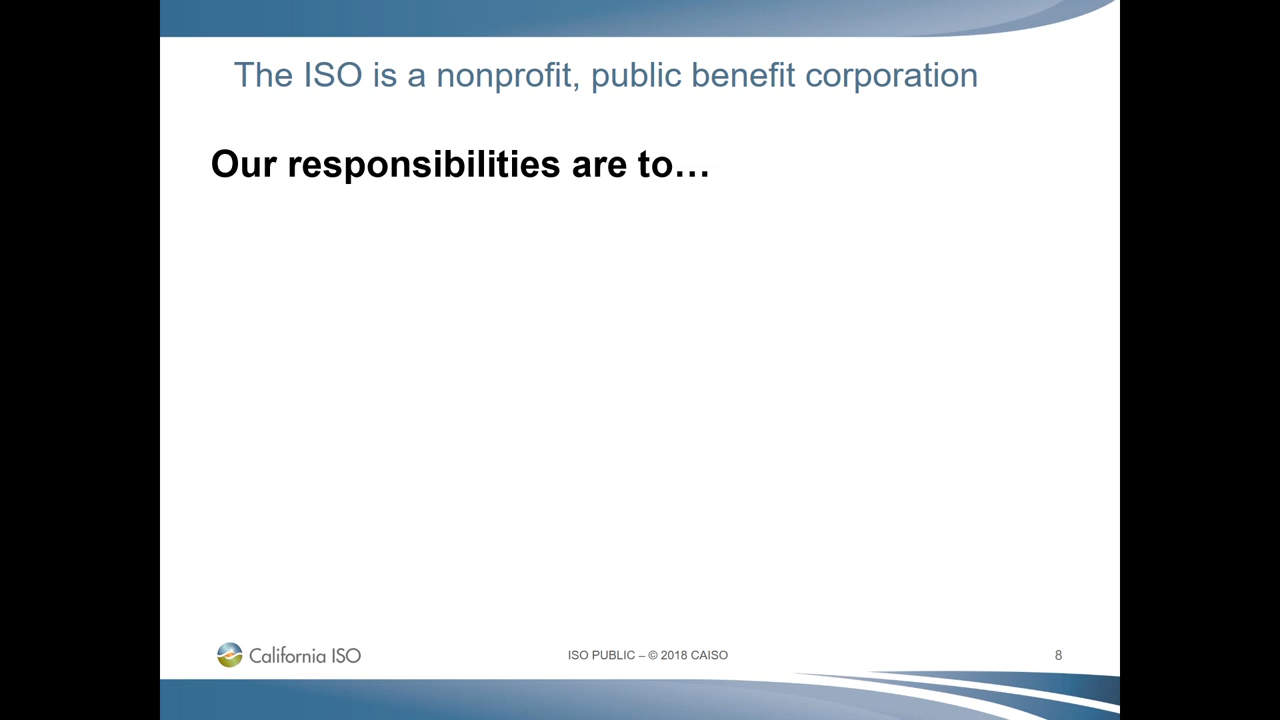 The ISO is a nonprofit, public benefit corporation
Our responsibilities are to…
California ISO
ISO PUBLIC – © 2018 CAISO
8